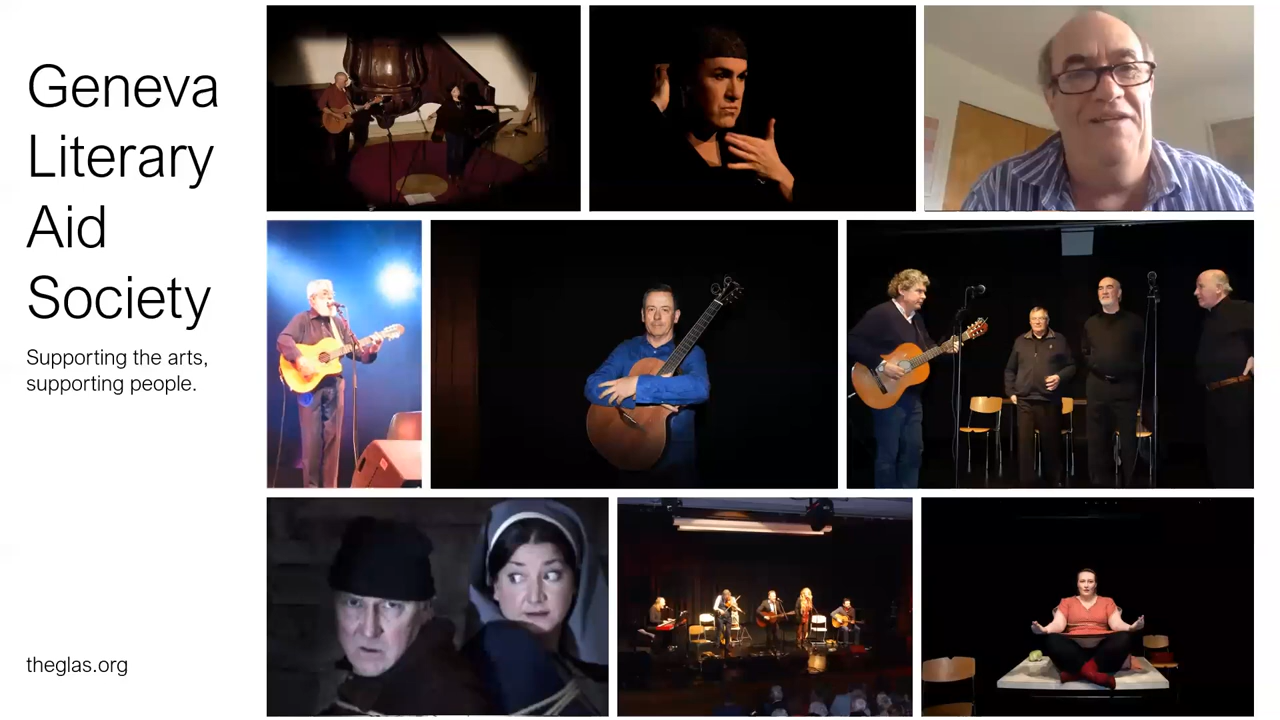 Geneva
Literary
Aid
Society
Supporting the arts,
supporting people.
theglas.org